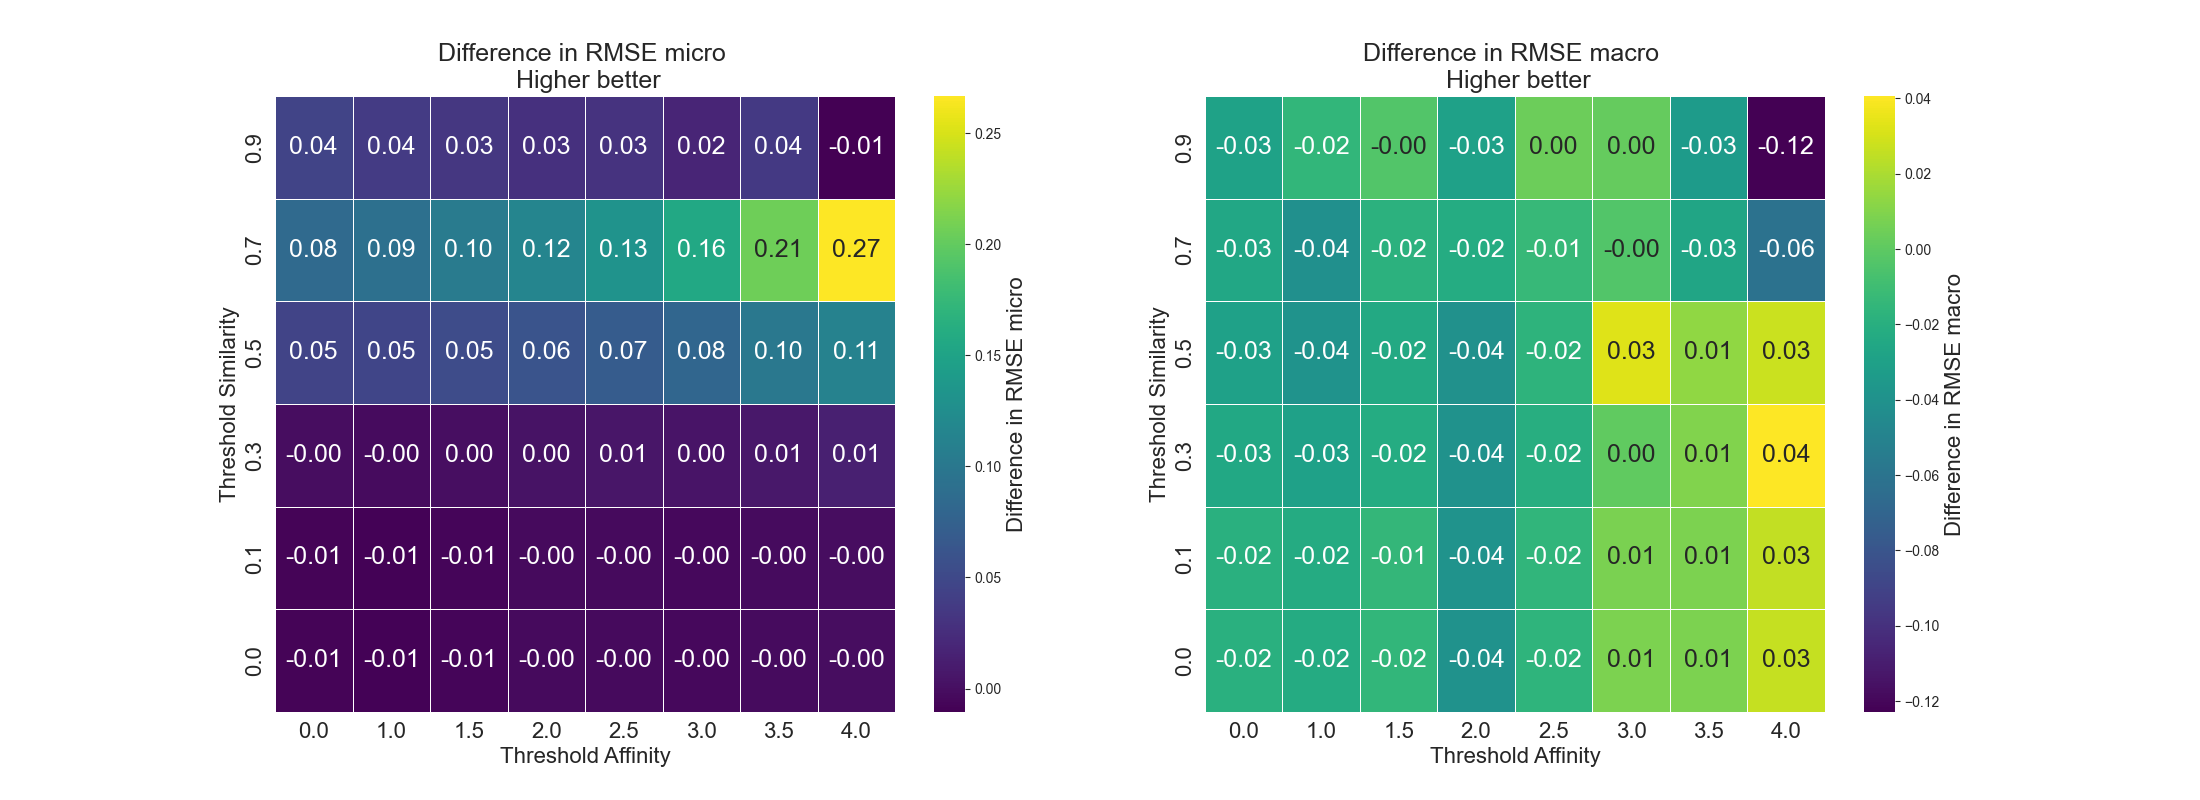 Difference in RMSE micro
Higher better
Threshold Similarity
0.9 0.04 0.04 0.03 0.03 0.03 0.02 0.04 -0.01
0.7 0.08 0.09 0.10 0.12 0.13 0.16 0.21 0.27
0.5 0.05 0.05 0.05 0.06 0.07 0.08 0.10 0.11
0.3 -0.00 -0.00 0.00 0.00 0.01 0.00 0.01 0.01
0.1 -0.01 -0.01 -0.01 -0.00 -0.00 -0.00 -0.00 -0.00
0.0 -0.01 -0.01 -0.01 -0.00 -0.00 -0.00 -0.00 -0.00
0.0 1.0 1.5 2.0 2.5 3.0 3.5 4.0
Threshold Affinity
0.25
0.20
0.15
0.10
0.05
0.00
Difference in RMSE micro
Difference in RMSE macro
Higher better
Threshold Similarity
0.9 -0.03 -0.02 -0.00 -0.03 0.00 0.00 -0.03 -0.12
0.7 -0.03 -0.04 -0.02 -0.02 -0.01 -0.00 -0.03 -0.06
0.5 -0.03 -0.04 -0.02 -0.04 -0.02 0.03 0.01 0.03
0.3 -0.03 -0.03 -0.02 -0.04 -0.02 0.00 0.01 0.04
0.1 -0.02 -0.02 -0.01 -0.04 -0.02 0.01 0.01 0.03
0.0 -0.02 -0.02 -0.02 -0.04 -0.02 0.01 0.01 0.03
0.0 1.0 1.5 2.0 2.5 3.0 3.5 4.0
Threshold Affinity
0.04
0.02
0.00
−0.02
−0.04
−0.06
−0.08
−0.10
−0.12
Difference in RMSE macro